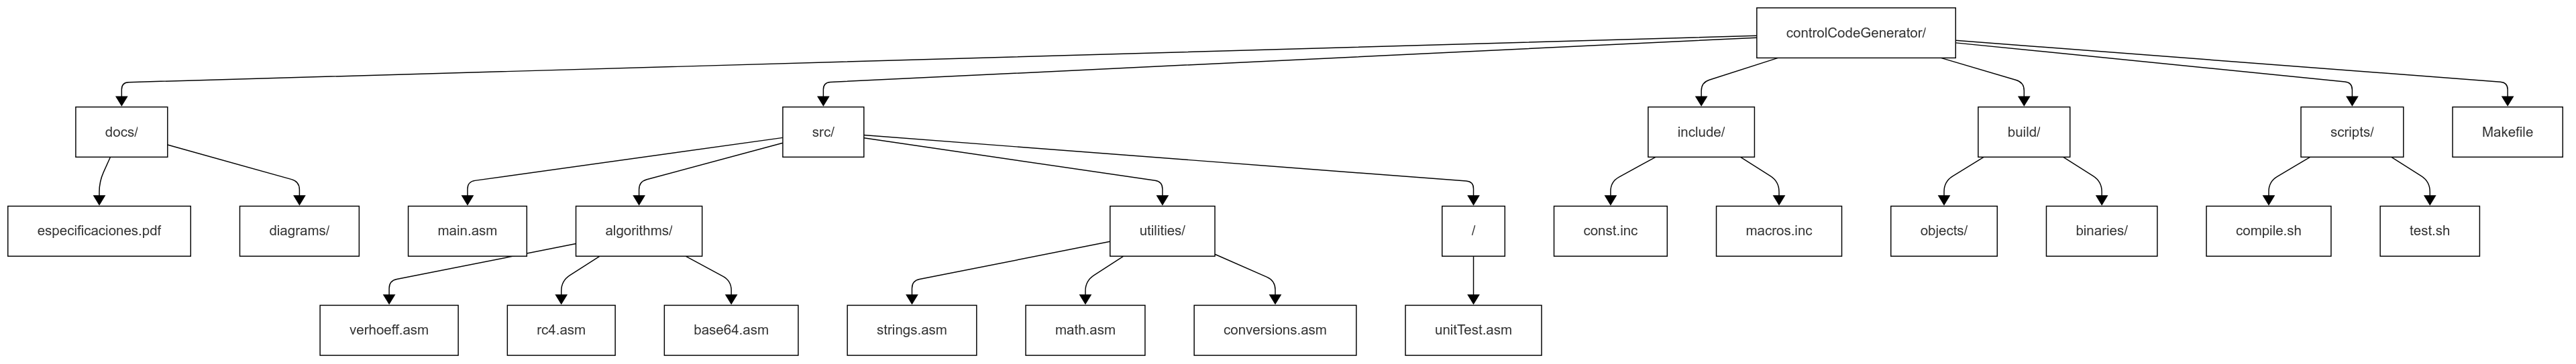 controlCodeGenerator/
docs/
src/
include/
build/
scripts/
Makefile
especificaciones.pdf
diagrams/
main.asm
algorithms/
utilities/
/
const.inc
macros.inc
objects/
binaries/
compile.sh
test.sh
verhoeff.asm
rc4.asm
base64.asm
strings.asm
math.asm
conversions.asm
unitTest.asm